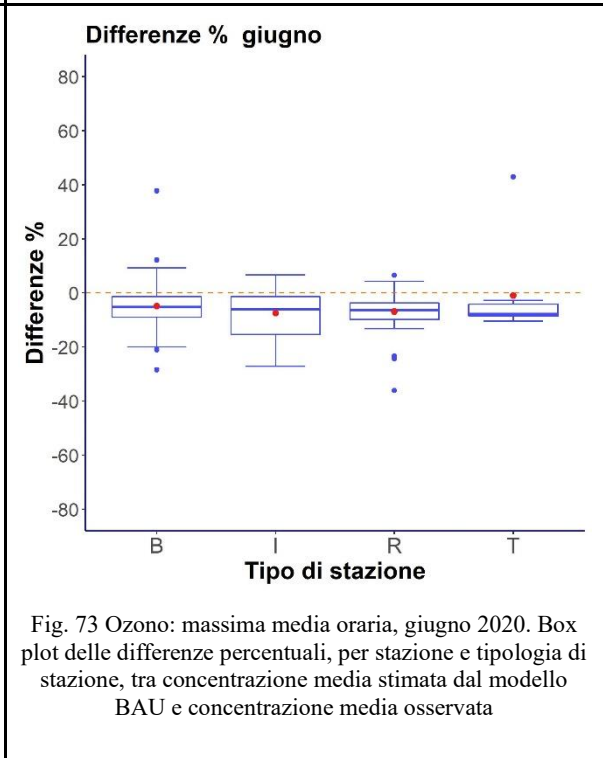 Differenze % giugno
80
60
40
20
0
-20
-40
-60
-80
Differenze %
B I R T
Tipo di stazione
Fig. 73 Ozono: massima media oraria, giugno 2020. Box
plot delle differenze percentuali, per stazione e tipologia di
stazione, tra concentrazione media stimata dal modello
BAU e concentrazione media osservata